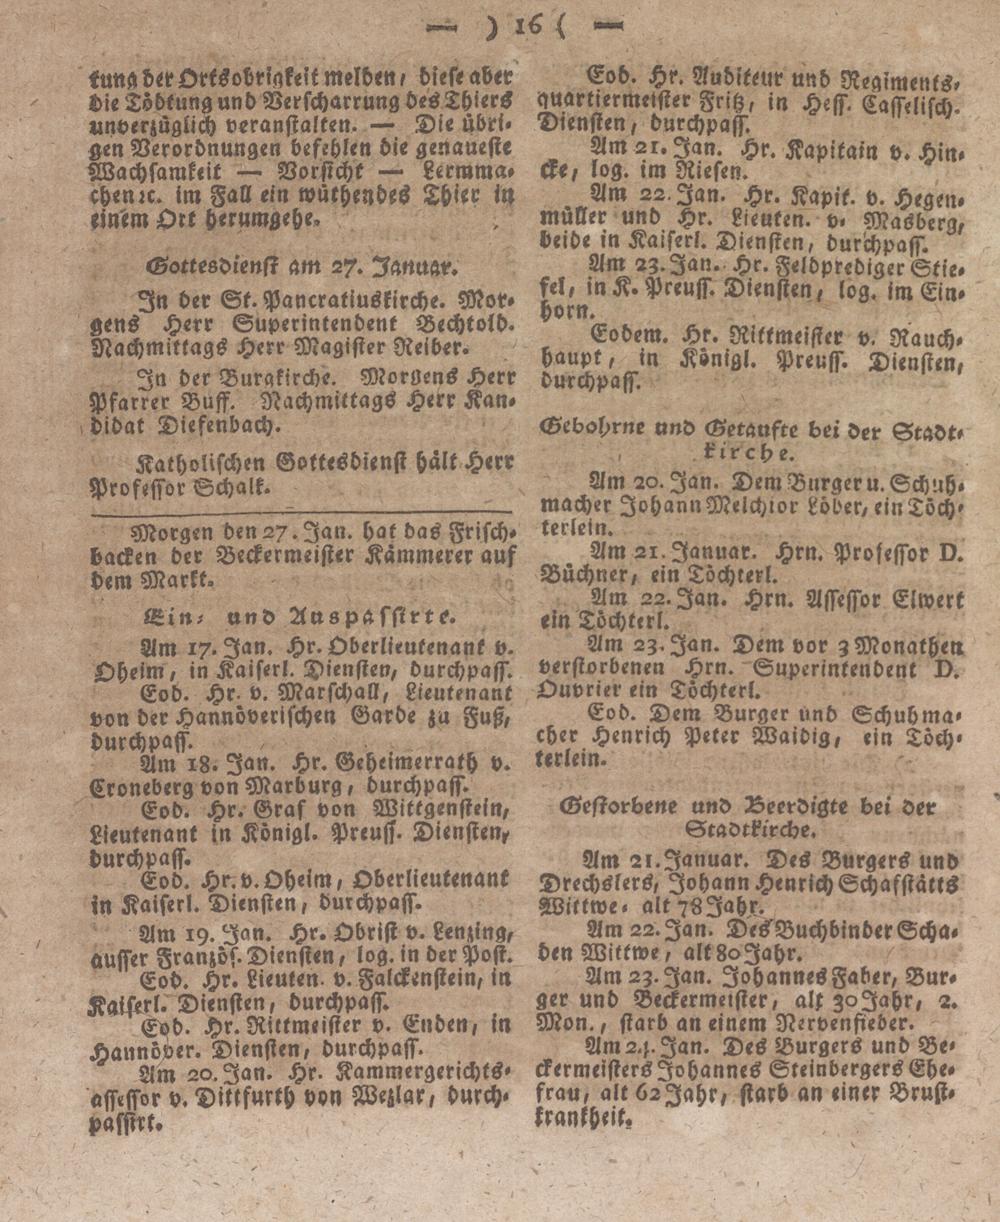 — ) 16 ( —
tung der Ortsobrigkeit melden, diese aber
die Tödtung und Verscharrung des Thiers
unverzüglich veranstalten. — Die übri-
gen Verordnungen befehlen die genaueste
Wachsamkeit — Vorsicht — Lermma-
chen ꝛc. im Fall ein wüthendes Thier in
einem Ort herumgehe.
Gottesdienst am 27. Januar.
In der St. Pancratiuskirche. Mor-
gens Herr Superintendent Bechtold.
Nachmittags Herr Magister Reiber.
In der Burgkirche. Morgens Herr
Pfarrer Buff. Nachmittags Herr Kan-
didat Diefenbach.
Katholischen Gottesdienst hält Herr
Professor Schalk.
Morgen den 27. Jan. hat das Frisch-
backen der Beckermeister Kämmerer auf
dem Markt.
Ein- und Auspassirte.
Am 17. Jan. Hr. Oberlieutenant v.
Oheim, in Kaiserl. Diensten, durchpass.
Eod. Hr. v. Marschall, Lieutenant
von der Hannöverischen Garde zu Fuß,
durchpass.
Am 18. Jan. Hr. Geheimerrath v.
Croneberg von Marburg, durchpass.
Eod. Hr. Graf von Wittgenstein,
Lieutenant in Königl. Preuss. Diensten,
durchpass.
Eod. Hr. v. Oheim, Oberlieutenant
in Kaiserl. Diensten, durchpass.
Am 19. Jan. Hr. Obrist v. Lenzing,
ausser Französ. Diensten, log. in der Post.
Eod. Hr. Lieuten. v. Falckenstein, in
Kaiserl. Diensten, durchpass.
Eod. Hr. Rittmeister v. Enden, in
Hannöver. Diensten, durchpass.
Am 20. Jan. Hr. Kammergerichts-
assessor v. Dittfurth von Wezlar, durch-
passirt.
Eod. Hr. Auditeur und Regiments-
quartiermeister Fritz, in Hess. Casselisch.
Diensten, durchpass.
Am 21. Jan. Hr. Kapitain v. Hin-
cke, log. im Riesen.
Am 22. Jan. Hr. Kapit. v. Hegen-
müller und Hr. Lieuten. v. Masberg,
beide in Kaiserl. Diensten, durchpass.
Am 23. Jan. Hr. Feldprediger Stie-
fel, in K. Preuss. Diensten, log. im Ein-
horn.
Eodem. Hr. Rittmeister v. Rauch-
haupt, in Königl. Preuss. Diensten,
durchpass.
Gebohrne und Getaufte bei der Stadt-
kirche.
Am 20. Jan. Dem Burger u. Schuh-
macher Johann Melchior Löber, ein Töch-
terlein.
Am 21. Januar. Hrn. Professor D.
Büchner, ein Töchterl.
Am 22. Jan. Hrn. Assessor Elwert
ein Töchterl.
Am 23. Jan. Dem vor 3 Monathen
verstorbenen Hrn. Superintendent D.
Ouvrier ein Töchterl.
Eod. Dem Burger und Schuhma-
cher Henrich Peter Waidig, ein Töch-
terlein.
Gestorbene und Beerdigte bei der
Stadtkirche.
Am 21. Januar. Des Burgers und
Drechslers, Johann Henrich Schafstätts
Wittwe, alt 78 Jahr.
Am 22. Jan. Des Buchbinder Scha-
den Wittwe, alt 80 Jahr.
Am 23. Jan. Johannes Faber, Bur-
ger und Beckermeister, alt 30 Jahr, 2.
Mon., starb an einem Nervenfieber.
Am 24. Jan. Des Burgers und Be-
ckermeisters Johannes Steinbergers Ehe-
frau, alt 62 Jahr, starb an einer Brust-
krankheit.